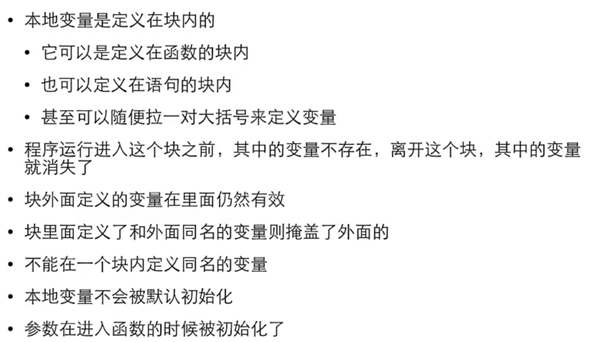 • 本地变量是定义在块内的
• 它可以是定义在函数的块内
• 也可以定义在语句的块内
• 甚至可以随便拉一对大括号来定义变量
• 程序运行进入这个块之前，其中的变量不存在，离开这个块，其中的变量
就消失了
• 块外面定义的变量在里面仍然有效
• 块里面定义了和外面同名的变量则掩盖了外面的
• 不能在一个块内定义同名的变量
• 本地变量不会被默认初始化
• 参数在进入函数的时候被初始化了